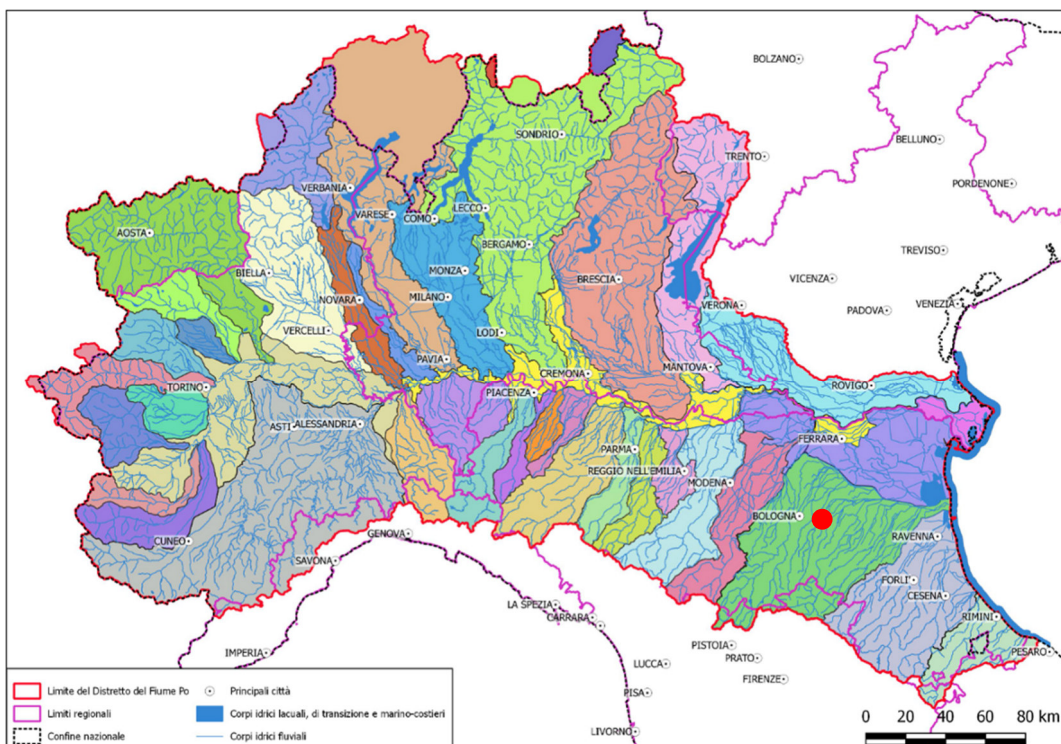 BOLZANO
SONDRIO
BELLUNO
TRENTO
PORDENONE
VERBANIA
VARESE
COMO
LECCO
AOSTA
BERGAMO
TREVISO
BIELLA
MONZA
BRESCIA
VICENZA
NOVARA
MILANO
VERONA
PADOVA
VENEZIA
VERCELLI
LODI
PAVIA
CREMONA
MANTOVA
TORINO
PIACENZA
ROVIGO
ASTI
ALESSANDRIA
FERRARA
PARMA
REGGIO NELL'EMILIA
MODENA
BOLOGNA
CUNEO
GENOVA
RAVENNA
SAVONA
FORLI'
CESENA
LA SPEZIA
CARRARA
RIMINI
IMPERIA
PISTOIA
PESARO
LUCCA
PRATO
FIRENZE
PISA
LIVORNO
Limite del Distretto del Fiume Po
Principali città
Limiti regionali
Corpi idrici lacuali, di transizione e marino-costieri
Confine nazionale
Corpi idrici fluviali
0 20 40 60 80 km